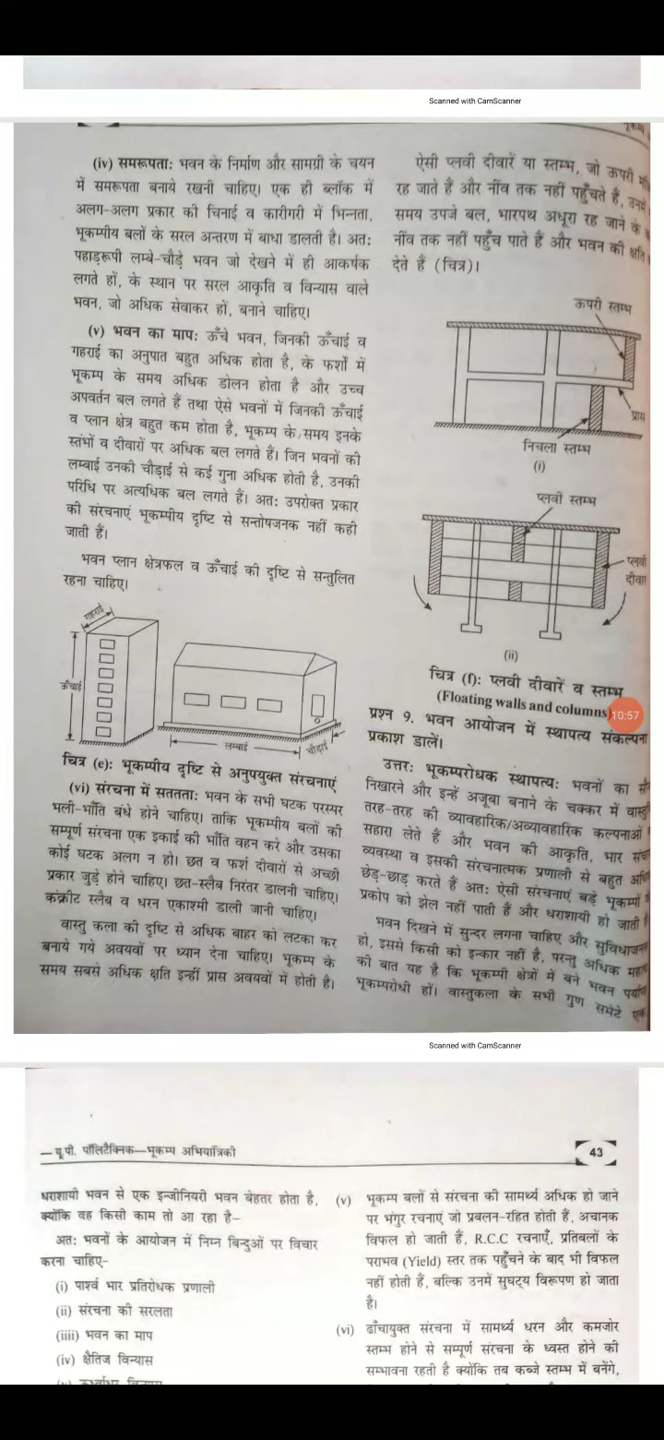 Scanned with CamScanner
(iv) समरूपता: भवन के निर्माण और सामग्री के चयन
में समरूपता बनाये रखनी चाहिए। एक ही ब्लॉक में
अलग-अलग प्रकार की चिनाई व कारीगरी में भिन्नता,
भूकम्पीय बलों के सरल अन्तरण में बाधा डालती है। अत:
पहाड़रूपी लम्बे-चौड़े भवन जो देखने में ही आकर्षक
लगते हों, के स्थान पर सरल आकृति व विन्यास वाले
भवन, जो अधिक सेवाकर हों, बनाने चाहिए।
(v) भवन का माप: ऊँचे भवन, जिनकी ऊँचाई व
गहराई का अनुपात बहुत अधिक होता है, के फर्शों में
भूकम्प के समय अधिक डोलन होता है और उच्च
अपवर्तन बल लगते हैं तथा ऐसे भवनों में जिनकी ऊँचाई
व प्लान क्षेत्र बहुत कम होता है, भूकम्प के समय इनके
स्तंभों व दीवारों पर अधिक बल लगते हैं। जिन भवनों की
लम्बाई उनकी चौड़ाई से कई गुना अधिक होती है, उनकी
परिधि पर अत्यधिक बल लगते है। अत: उपरोक्त प्रकार
की संरचनाएं भूकम्पीय दृष्टि से सन्तोषजनक नहीं कही
जाती हैं।
भवन प्लान क्षेत्रफल व ऊँचाई की दृष्टि से सन्तुलित
रहना चाहिए।
गहराई
ऊँचाई
लम्बाई
चौड़ाई
चित्र (e): भूकम्पीय दृष्टि से अनुपयुक्त संरचनाएं
(vi) संरचना में सततता: भवन के सभी घटक परस्पर
भली-भाँति बंधे होने चाहिए। ताकि भूकम्पीय बलों की
सम्पूर्ण संरचना एक इकाई की भाँति वहन करे और उसका
कोई घटक अलग न हो। छत व फर्श दीवारों से अच्छी
प्रकार जुड़े होने चाहिए। छत-स्लैब निरंतर डालनी चाहिए।
कंक्रीट स्लैब व धरन एकाश्मी डाली जानी चाहिए।
वास्तु कला की दृष्टि से अधिक बाहर को लटका कर
बनाये गये अवयवों पर ध्यान देना चाहिए। भूकम्प के
समय सबसे अधिक क्षति इन्हीं प्रास अवयवों में होती है।
ऐसी प्लवी दीवारें या स्तम्भ, जो ऊपरी
रह जाते हैं और नींव तक नहीं पहुँचते है,
समय उपजे बल, भारपथ अधूरा रह जाने के
नींव तक नहीं पहुँच पाते हैं और भवन की क्षति
देते हैं (चित्र)।
ऊपरी स्तम्भ
प्रास
निचला स्तम्भ
(i)
प्लवी स्तम्भ
प्लवी
दीवार
(ii)
चित्र (f): प्लवी दीवारें व स्तम्भ
(Floating walls and columns)
10:57
प्रश्न 9. भवन आयोजन में स्थापत्य संकल्पना
प्रकाश डालें।
उत्तर: भूकम्परोधक स्थापत्य: भवनों का
निखारने और इन्हें अजूबा बनाने के चक्कर में
तरह-तरह की व्यावहारिक/अव्यावहारिक कल्पनाओं
सहारा लेते हैं और भवन की आकृति, भार
व्यवस्था व इसकी संरचनात्मक प्रणाली से बहुत
छेड़-छाड़ करते हैं अत: ऐसी संरचनाएं बड़े भूकम्पों
प्रकोप को झेल नहीं पाती हैं और धराशायी हो जाती
भवन दिखने में सुन्दर लगना चाहिए और
हो, इससे किसी को इन्कार नहीं है, परन्तु अधिक
की बात यह है कि भूकम्पी क्षेत्रों में बने भवन
भूकम्परोधी हों। वास्तुकला के सभी गुण समेटे एक
Scanned with CamScanner
—यू.पी. पॉलिटैक्निक—भूकम्प अभियांत्रिकी
43
धराशायी भवन से एक इन्जीनियरी भवन बेहतर होता है,
क्योंकि वह किसी काम तो आ रहा है–
अत: भवनों के आयोजन में निम्न बिन्दुओं पर विचार
करना चाहिए–
(i) पार्श्व भार प्रतिरोधक प्रणाली
(ii) संरचना की सरलता
(iiii) भवन का माप
(iv) क्षैतिज विन्यास
(v) भूकम्प बलों से संरचना की सामर्थ्य अधिक हो जाने
पर भंगुर रचनाएं जो प्रबलन-रहित होती हैं, अचानक
विफल हो जाती हैं, R.C.C रचनाएँ, प्रतिबलों के
पराभव (Yield) स्तर तक पहुँचने के बाद भी विफल
नहीं होती हैं, बल्कि उनमें सुघट्य विरूपण हो जाता
है।
(vi) ढाँचायुक्त संरचना में सामर्थ्य धरन और कमजोर
स्तम्भ होने से सम्पूर्ण संरचना के ध्वस्त होने की
सम्भावना रहती है क्योंकि तब कब्जे स्तम्भ में बनेंगे,